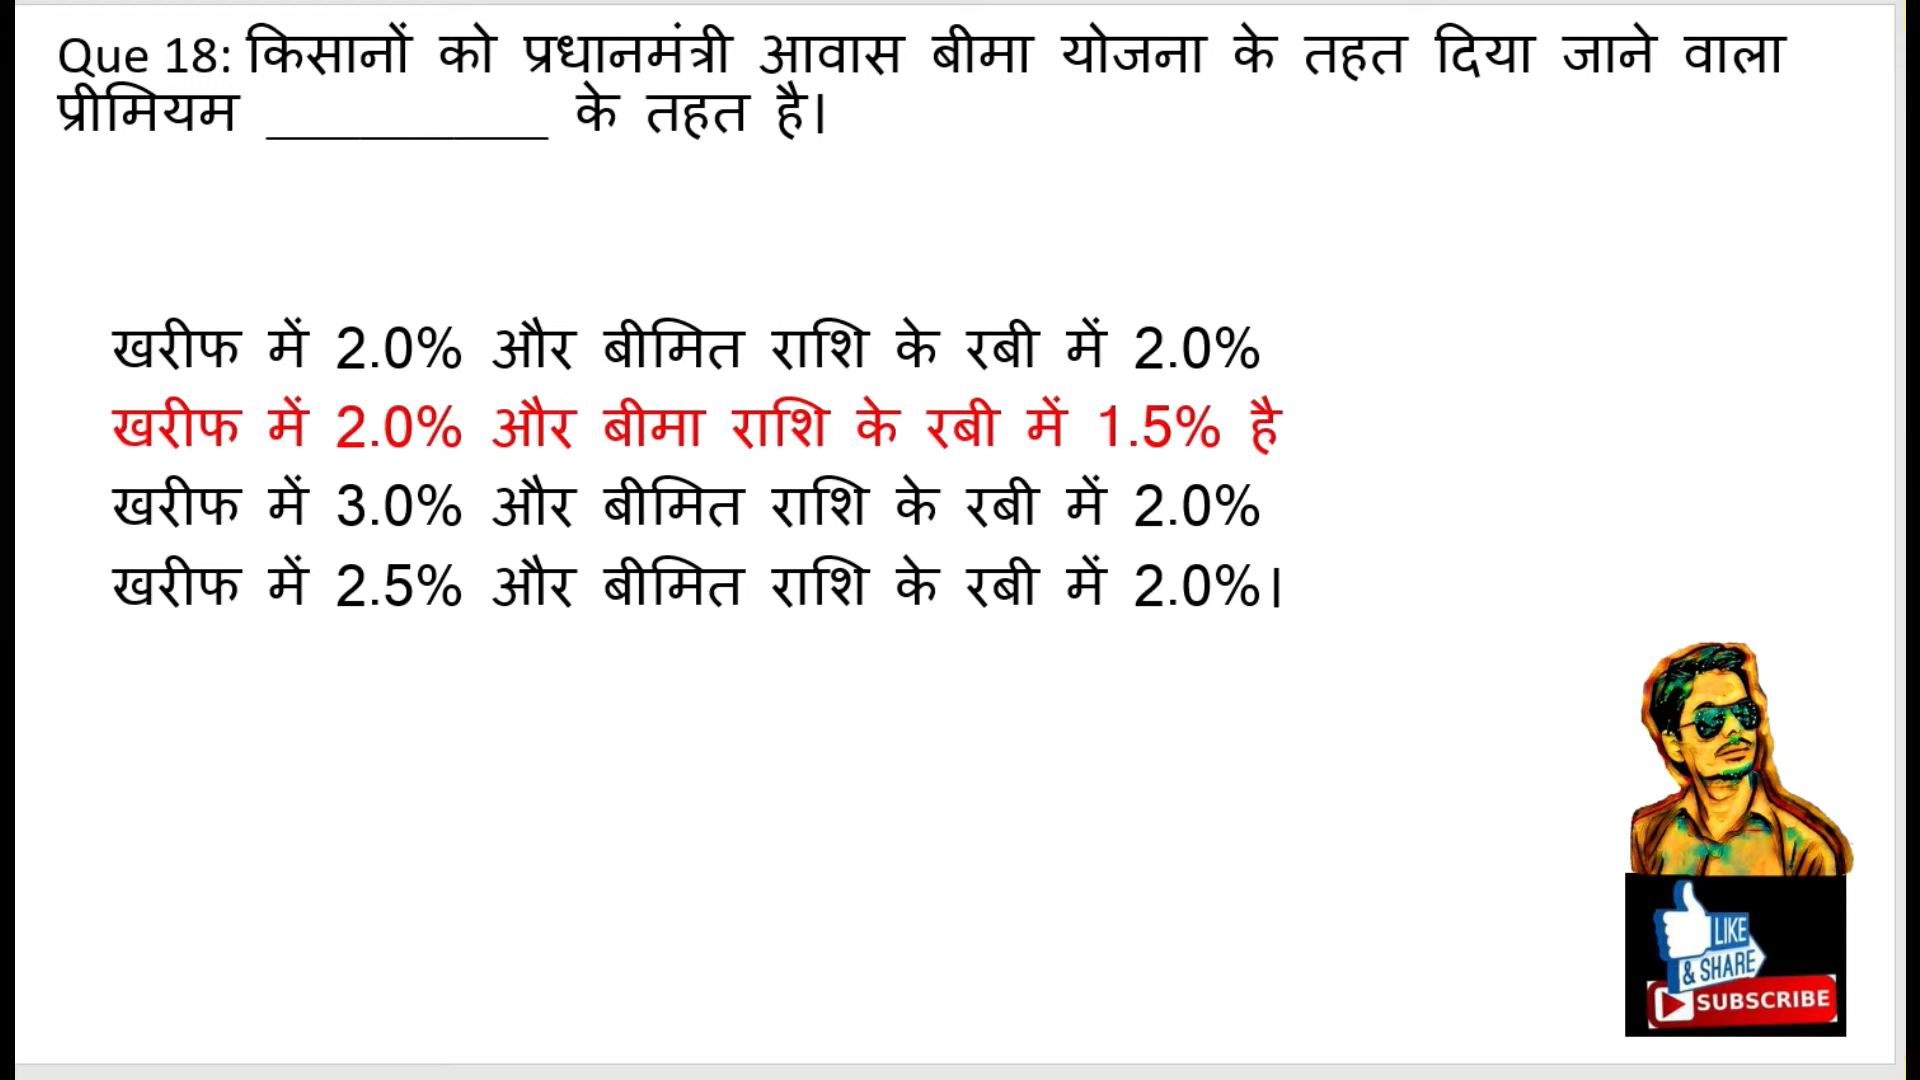 Que 18: किसानों को प्रधानमंत्री आवास बीमा योजना के तहत दिया जाने वाला
प्रीमियम __________ के तहत है।
खरीफ में 2.0% और बीमित राशि के रबी में 2.0%
खरीफ में 2.0% और बीमा राशि के रबी में 1.5% है
खरीफ में 3.0% और बीमित राशि के रबी में 2.0%
खरीफ में 2.5% और बीमित राशि के रबी में 2.0%।
LIKE
& SHARE
SUBSCRIBE